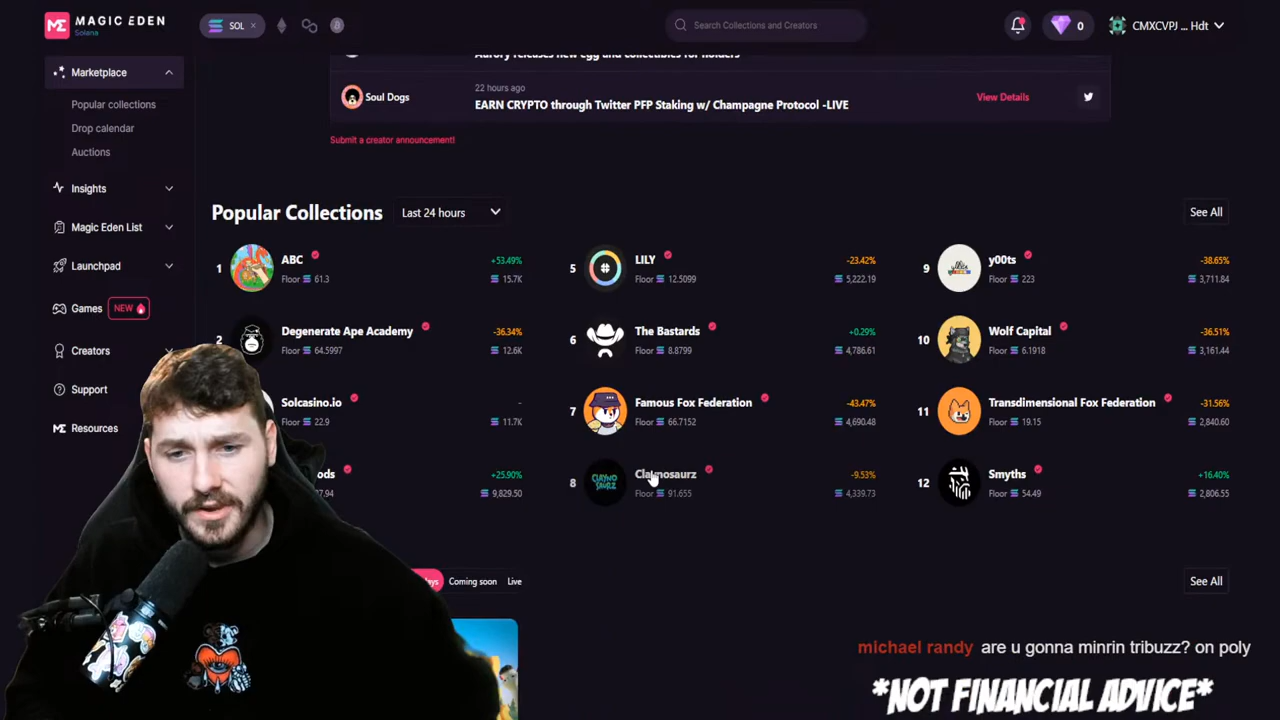 ME MAGIC EDEN
Solana
SOL ×
Search Collections and Creators
0
CMXCVPJ ... Hdt
Marketplace
Popular collections
Drop calendar
Auctions
Insights
Magic Eden List
Launchpad
Games NEW
Creators
Support
ME Resources
Aurory releases new egg and collectibles for holders
Soul Dogs
22 hours ago
EARN CRYPTO through Twitter PFP Staking w/ Champagne Protocol -LIVE
View Details
Submit a creator announcement!
Popular Collections
Last 24 hours
See All
1 ABC +53.49%
Floor 61.3 15.7K
2 Degenerate Ape Academy -36.34%
Floor 64.5997 12.6K
Solcasino.io -
22.9 11.7K
ods +25.90%
9,829.50
5 LILY -23.42%
Floor 12.5099 5,222.19
6 The Bastards +0.29%
Floor 8.8799 4,786.61
7 Famous Fox Federation -43.47%
Floor 66.7152 4,690.48
8 CLAYNO SAURZ Claynosaurz -9.53%
Floor 91.655 4,339.73
9 y00ts -38.65%
Floor 223 3,711.84
10 Wolf Capital -36.51%
Floor 6.1918 3,161.44
11 Transdimensional Fox Federation -31.56%
Floor 19.15 2,840.60
12 Smyths +16.40%
Floor 54.49 2,806.55
Coming soon
Live
See All
michael randy are u gonna minrin tribuzz? on poly
*NOT FINANCIAL ADVICE*